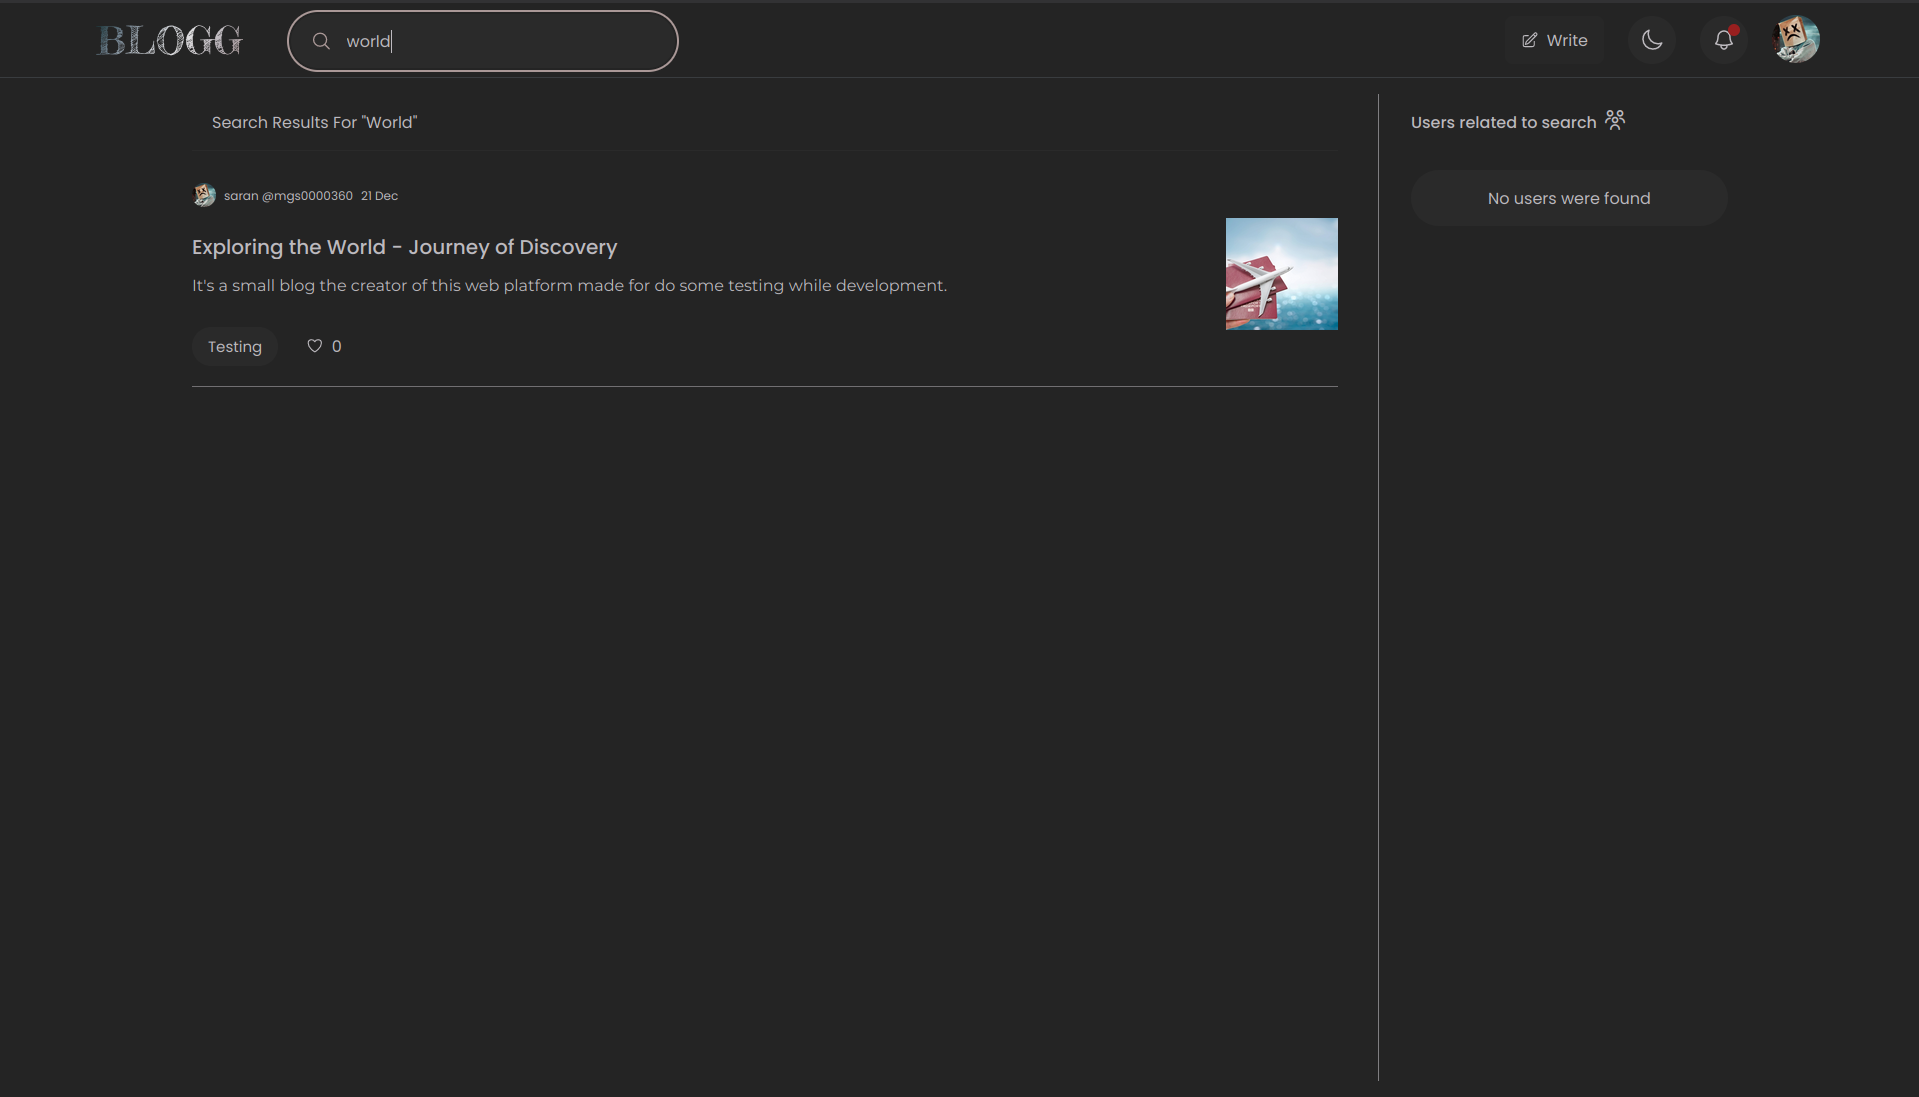 BLOGG
world
Write
Search Results For "World"
saran @mgs0000360 21 Dec
Exploring the World - Journey of Discovery
It's a small blog the creator of this web platform made for do some testing while development.
Testing
0
Users related to search
No users were found